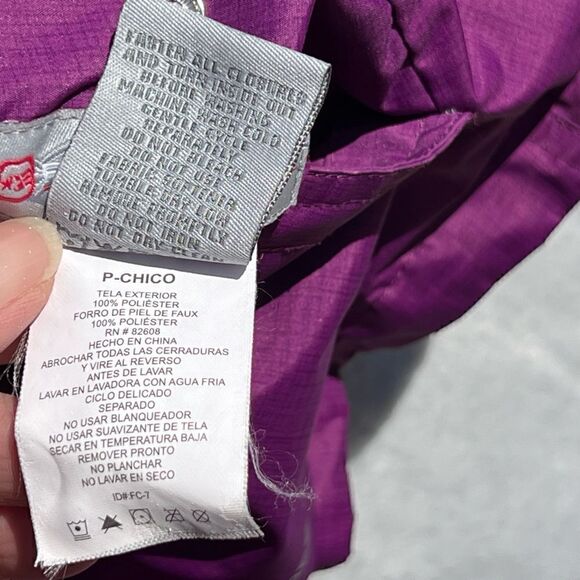 FASTEN ALL CLOSURES
AND TURN INSIDE OUT
BEFORE WASHING
MACHINE WASH COLD
GENTLE CYCLE
SEPARATELY
DO NOT BLEACH
DO NOT USE
FABRIC SOFTENER
TUMBLE DRY LOW
REMOVE PROMPTLY
DO NOT IRON
DO NOT DRY CLEAN
P-CHICO
TELA EXTERIOR
100% POLIÉSTER
FORRO DE PIEL DE FAUX
100% POLIÉSTER
RN # 82608
HECHO EN CHINA
ABROCHAR TODAS LAS CERRADURAS
Y VIRE AL REVERSO
ANTES DE LAVAR
LAVAR EN LAVADORA CON AGUA FRIA
CICLO DELICADO
SEPARADO
NO USAR BLANQUEADOR
NO USAR SUAVIZANTE DE TELA
SECAR EN TEMPERATURA BAJA
REMOVER PRONTO
NO PLANCHAR
NO LAVAR EN SECO
ID#:FC-7